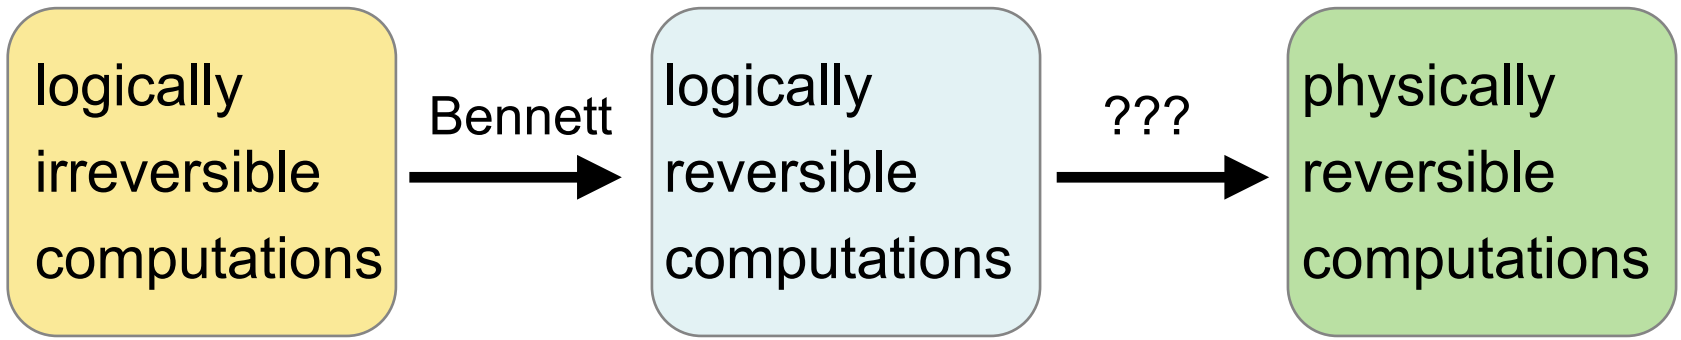 logically
irreversible
computations
Bennett
logically
reversible
computations
???
physically
reversible
computations